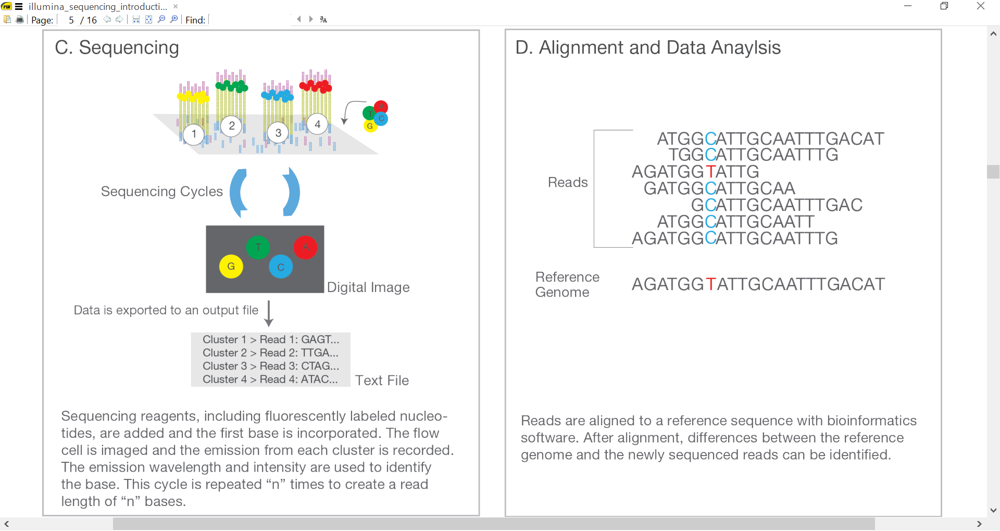 illumina_sequencing_introducti...
Page: 5 / 16 Find:
C. Sequencing
1
2
3
4
A
T
C
G
Sequencing Cycles
T
A
G
C
Digital Image
Data is exported to an output file
Cluster 1 > Read 1: GAGT...
Cluster 2 > Read 2: TTGA...
Cluster 3 > Read 3: CTAG...
Cluster 4 > Read 4: ATAC...
Text File
Sequencing reagents, including fluorescently labeled nucleo-
tides, are added and the first base is incorporated. The flow
cell is imaged and the emission from each cluster is recorded.
The emission wavelength and intensity are used to identify
the base. This cycle is repeated “n” times to create a read
length of “n” bases.
D. Alignment and Data Anaylsis
Reads
ATGGCATTGCAATTTGACAT
TGGCATTGCAATTTG
AGATGGTATTG
GATGGCATTGCAA
GCATTGCAATTTGAC
ATGGCATTGCAATT
AGATGGCATTGCAATTTG
Reference
Genome
AGATGGTATTGCAATTTGACAT
Reads are aligned to a reference sequence with bioinformatics
software. After alignment, differences between the reference
genome and the newly sequenced reads can be identified.